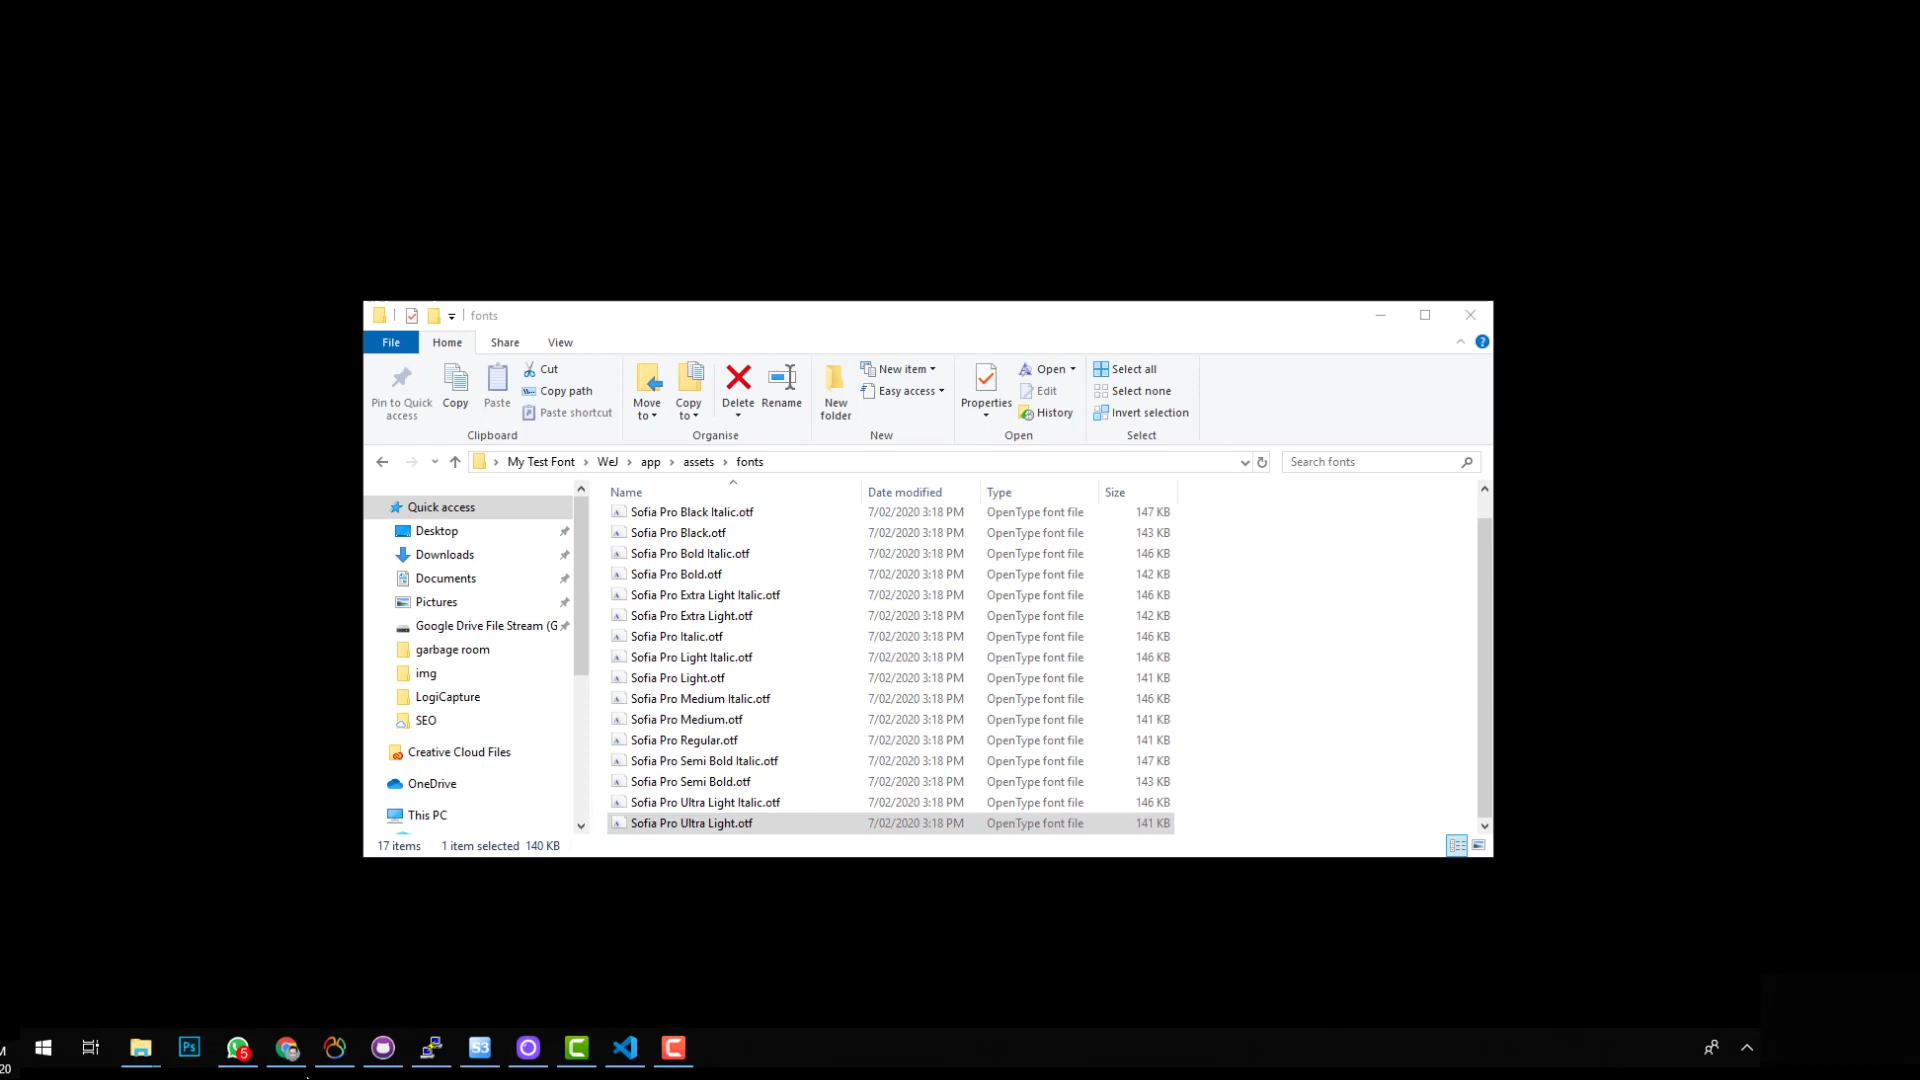 fonts
File Home Share View
Pin to Quick access
Copy
Paste
Cut
Copy path
Paste shortcut
Clipboard
Move to
Copy to
Delete
Rename
Organise
New folder
New item
Easy access
New
Properties
Open
Edit
History
Open
Select all
Select none
Invert selection
Select
My Test Font WeJ app assets fonts
Search fonts
Quick access
Desktop
Downloads
Documents
Pictures
Google Drive File Stream (G
garbage room
img
LogiCapture
SEO
Creative Cloud Files
OneDrive
This PC
Name Date modified Type Size
Sofia Pro Black Italic.otf 7/02/2020 3:18 PM OpenType font file 147 KB
Sofia Pro Black.otf 7/02/2020 3:18 PM OpenType font file 143 KB
Sofia Pro Bold Italic.otf 7/02/2020 3:18 PM OpenType font file 146 KB
Sofia Pro Bold.otf 7/02/2020 3:18 PM OpenType font file 142 KB
Sofia Pro Extra Light Italic.otf 7/02/2020 3:18 PM OpenType font file 146 KB
Sofia Pro Extra Light.otf 7/02/2020 3:18 PM OpenType font file 142 KB
Sofia Pro Italic.otf 7/02/2020 3:18 PM OpenType font file 146 KB
Sofia Pro Light Italic.otf 7/02/2020 3:18 PM OpenType font file 146 KB
Sofia Pro Light.otf 7/02/2020 3:18 PM OpenType font file 141 KB
Sofia Pro Medium Italic.otf 7/02/2020 3:18 PM OpenType font file 146 KB
Sofia Pro Medium.otf 7/02/2020 3:18 PM OpenType font file 141 KB
Sofia Pro Regular.otf 7/02/2020 3:18 PM OpenType font file 141 KB
Sofia Pro Semi Bold Italic.otf 7/02/2020 3:18 PM OpenType font file 147 KB
Sofia Pro Semi Bold.otf 7/02/2020 3:18 PM OpenType font file 143 KB
Sofia Pro Ultra Light Italic.otf 7/02/2020 3:18 PM OpenType font file 146 KB
Sofia Pro Ultra Light.otf 7/02/2020 3:18 PM OpenType font file 141 KB
17 items 1 item selected 140 KB
M
20
Ps
5
S3